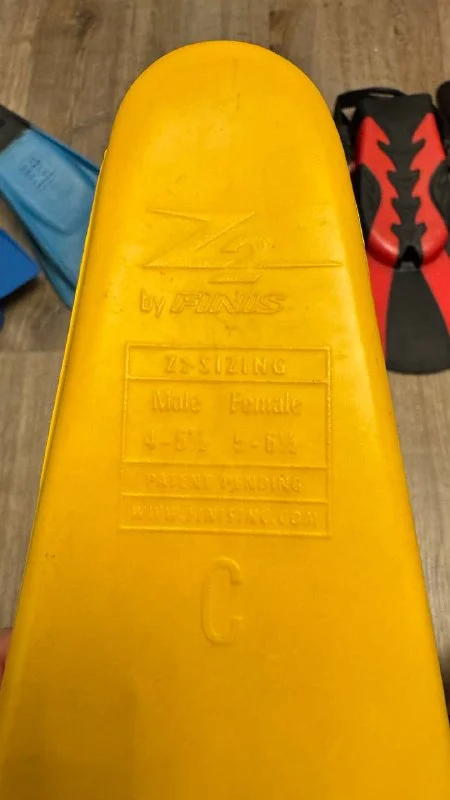 Z2
by FINIS
Z2 SIZING
Male Female
4-5½ 5-6½
PATENT PENDING
WWW.FINISINC.COM
C